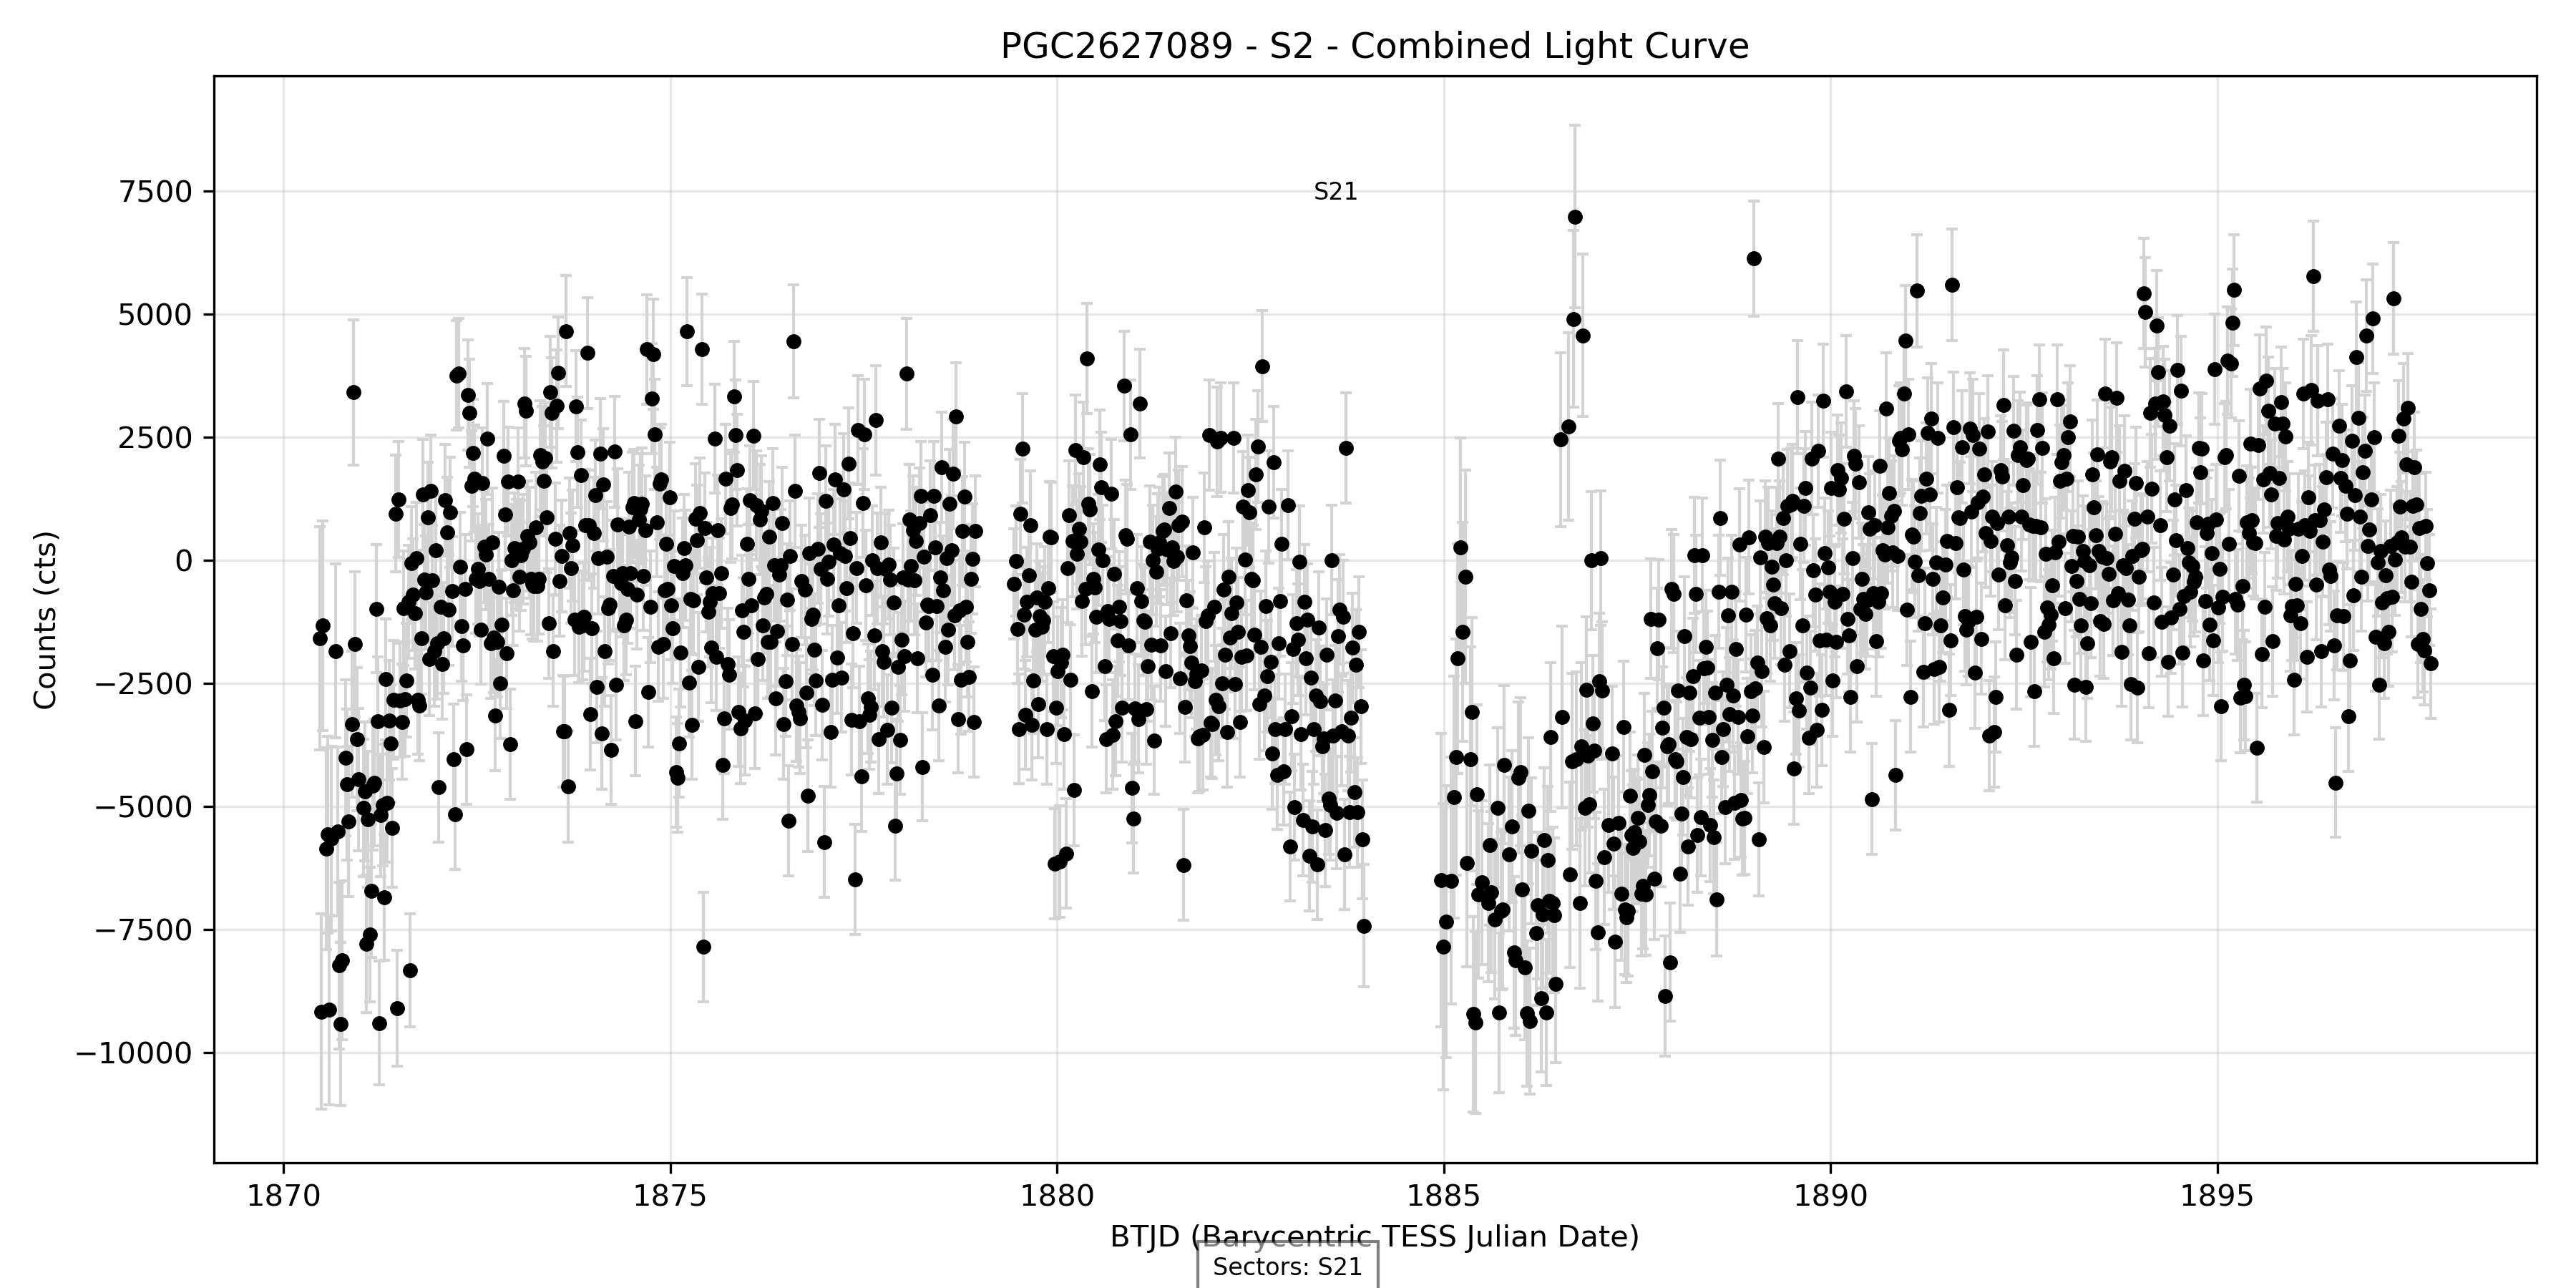 PGC2627089 - S2 - Combined Light Curve
S21
Counts (cts)
7500
5000
2500
0
−2500
−5000
−7500
−10000
1870 1875 1880 1885 1890 1895
BTJD (Barycentric TESS Julian Date)
Sectors: S21